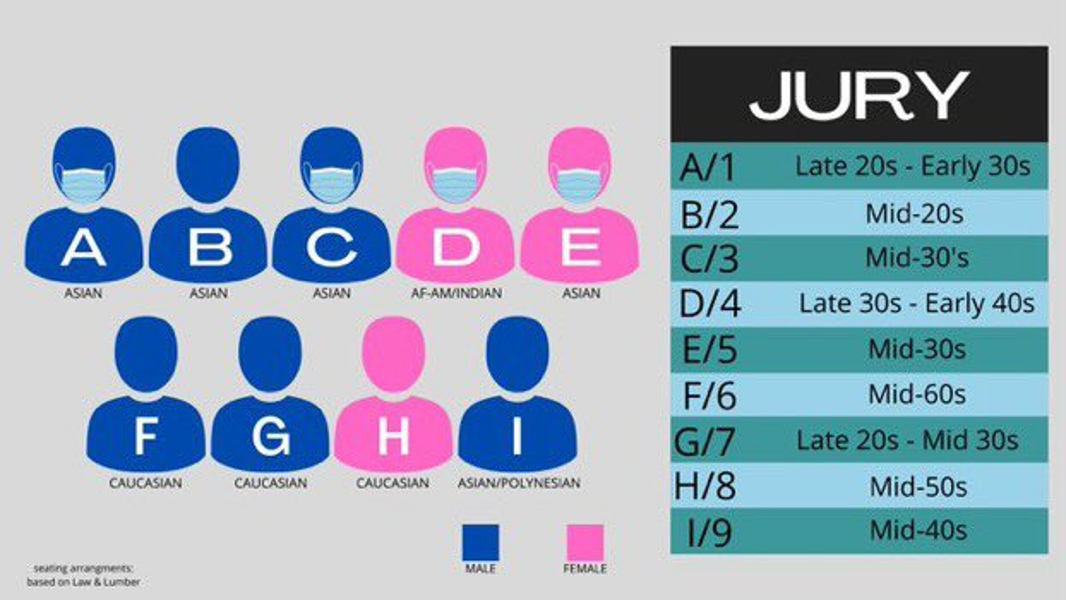 JURY
A B C D E
ASIAN ASIAN ASIAN AF-AM/INDIAN ASIAN
F G H I
CAUCASIAN CAUCASIAN CAUCASIAN ASIAN/POLYNESIAN
MALE FEMALE
seating arrangments:
based on Law & Lumber
A/1 Late 20s - Early 30s
B/2 Mid-20s
C/3 Mid-30's
D/4 Late 30s - Early 40s
E/5 Mid-30s
F/6 Mid-60s
G/7 Late 20s - Mid 30s
H/8 Mid-50s
I/9 Mid-40s